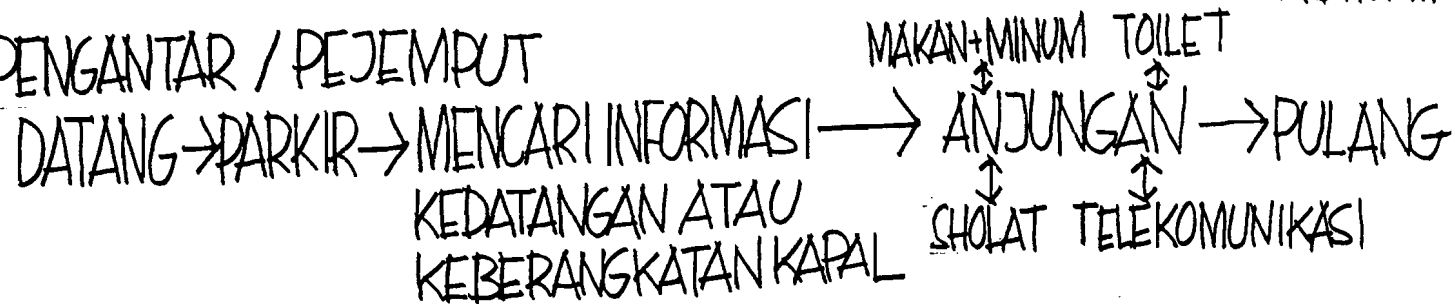 PENGANTAR / PEJEMPUT
MAKAN+MINUM TOILET
DATANG→PARKIR→MENCARI INFORMASI → ANJUNGAN → PULANG
KEDATANGAN ATAU
KEBERANGKATAN KAPAL
SHOLAT TELEKOMUNIKASI